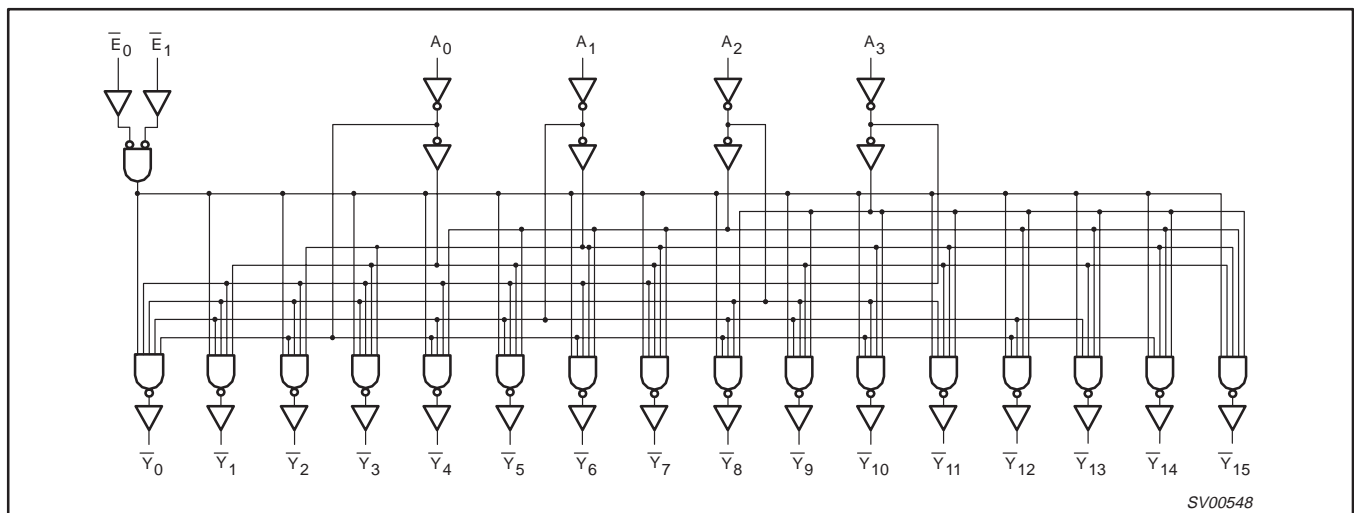 E̅0 E̅1 A0 A1 A2 A3
Y̅0 Y̅1 Y̅2 Y̅3 Y̅4 Y̅5 Y̅6 Y̅7 Y̅8 Y̅9 Y̅10 Y̅11 Y̅12 Y̅13 Y̅14 Y̅15
SV00548